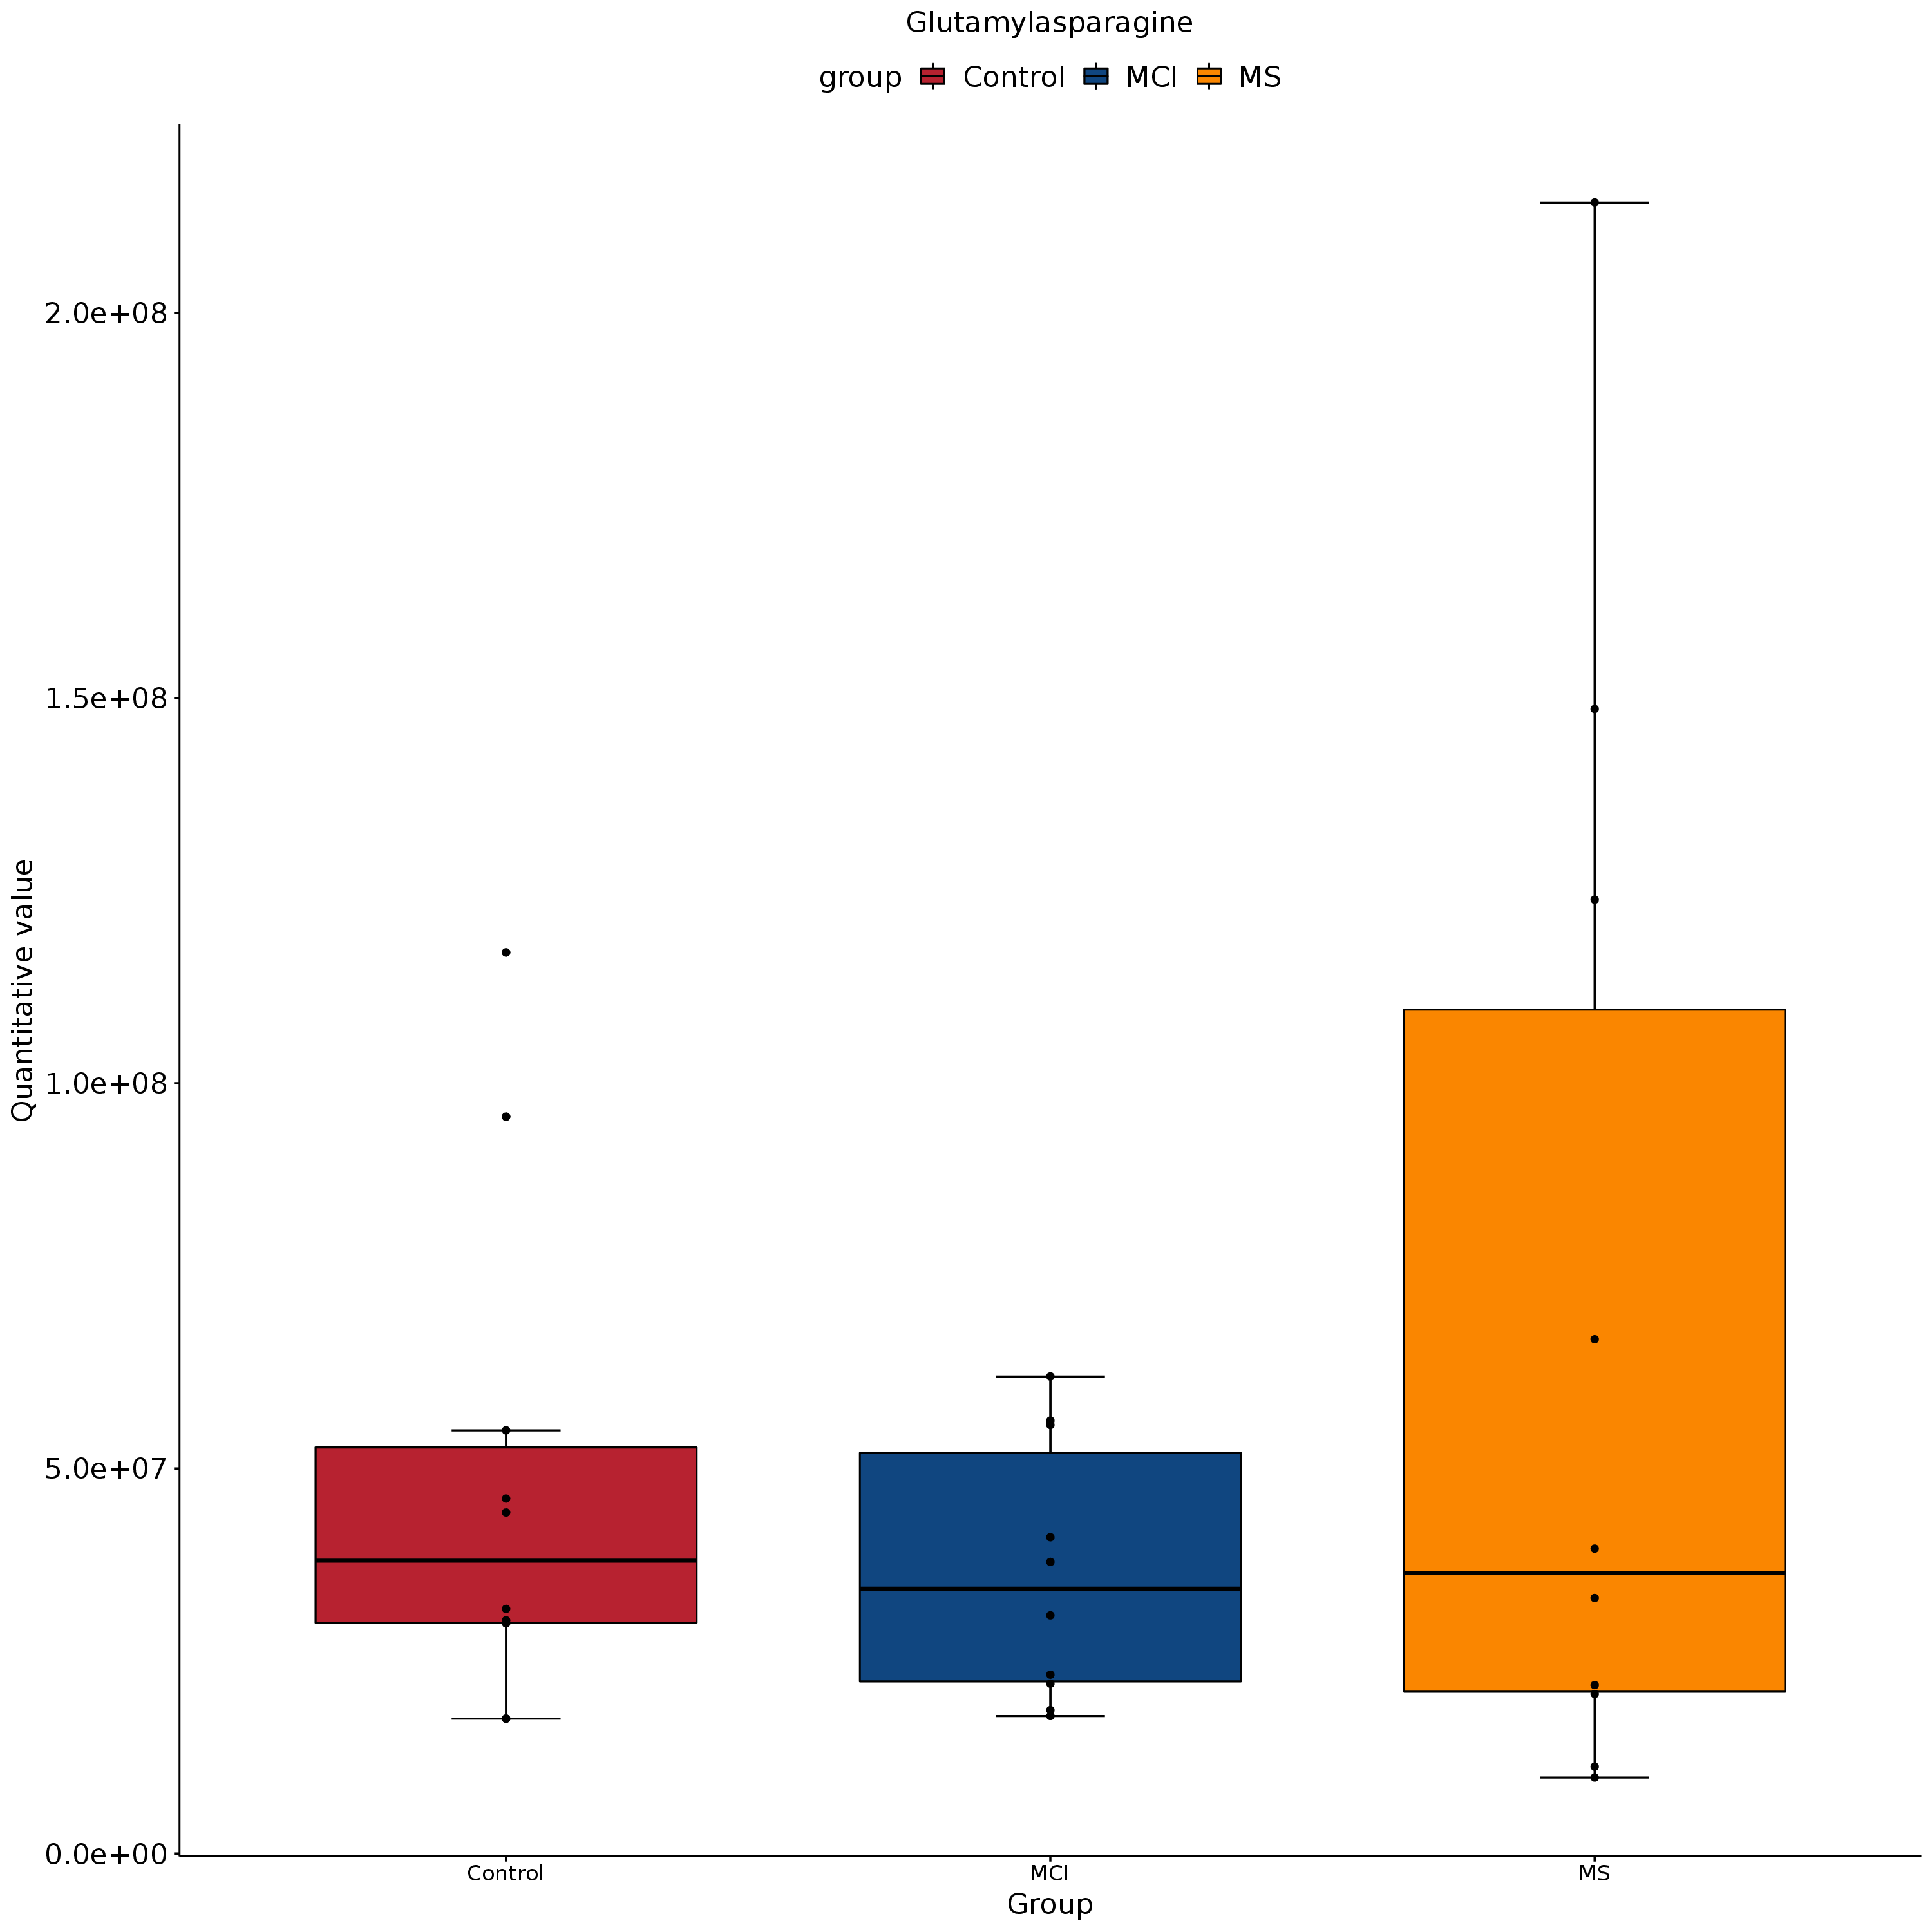 Glutamylasparagine
group Control MCI MS
Quantitative value
2.0e+08
1.5e+08
1.0e+08
5.0e+07
0.0e+00
Control MCI MS
Group